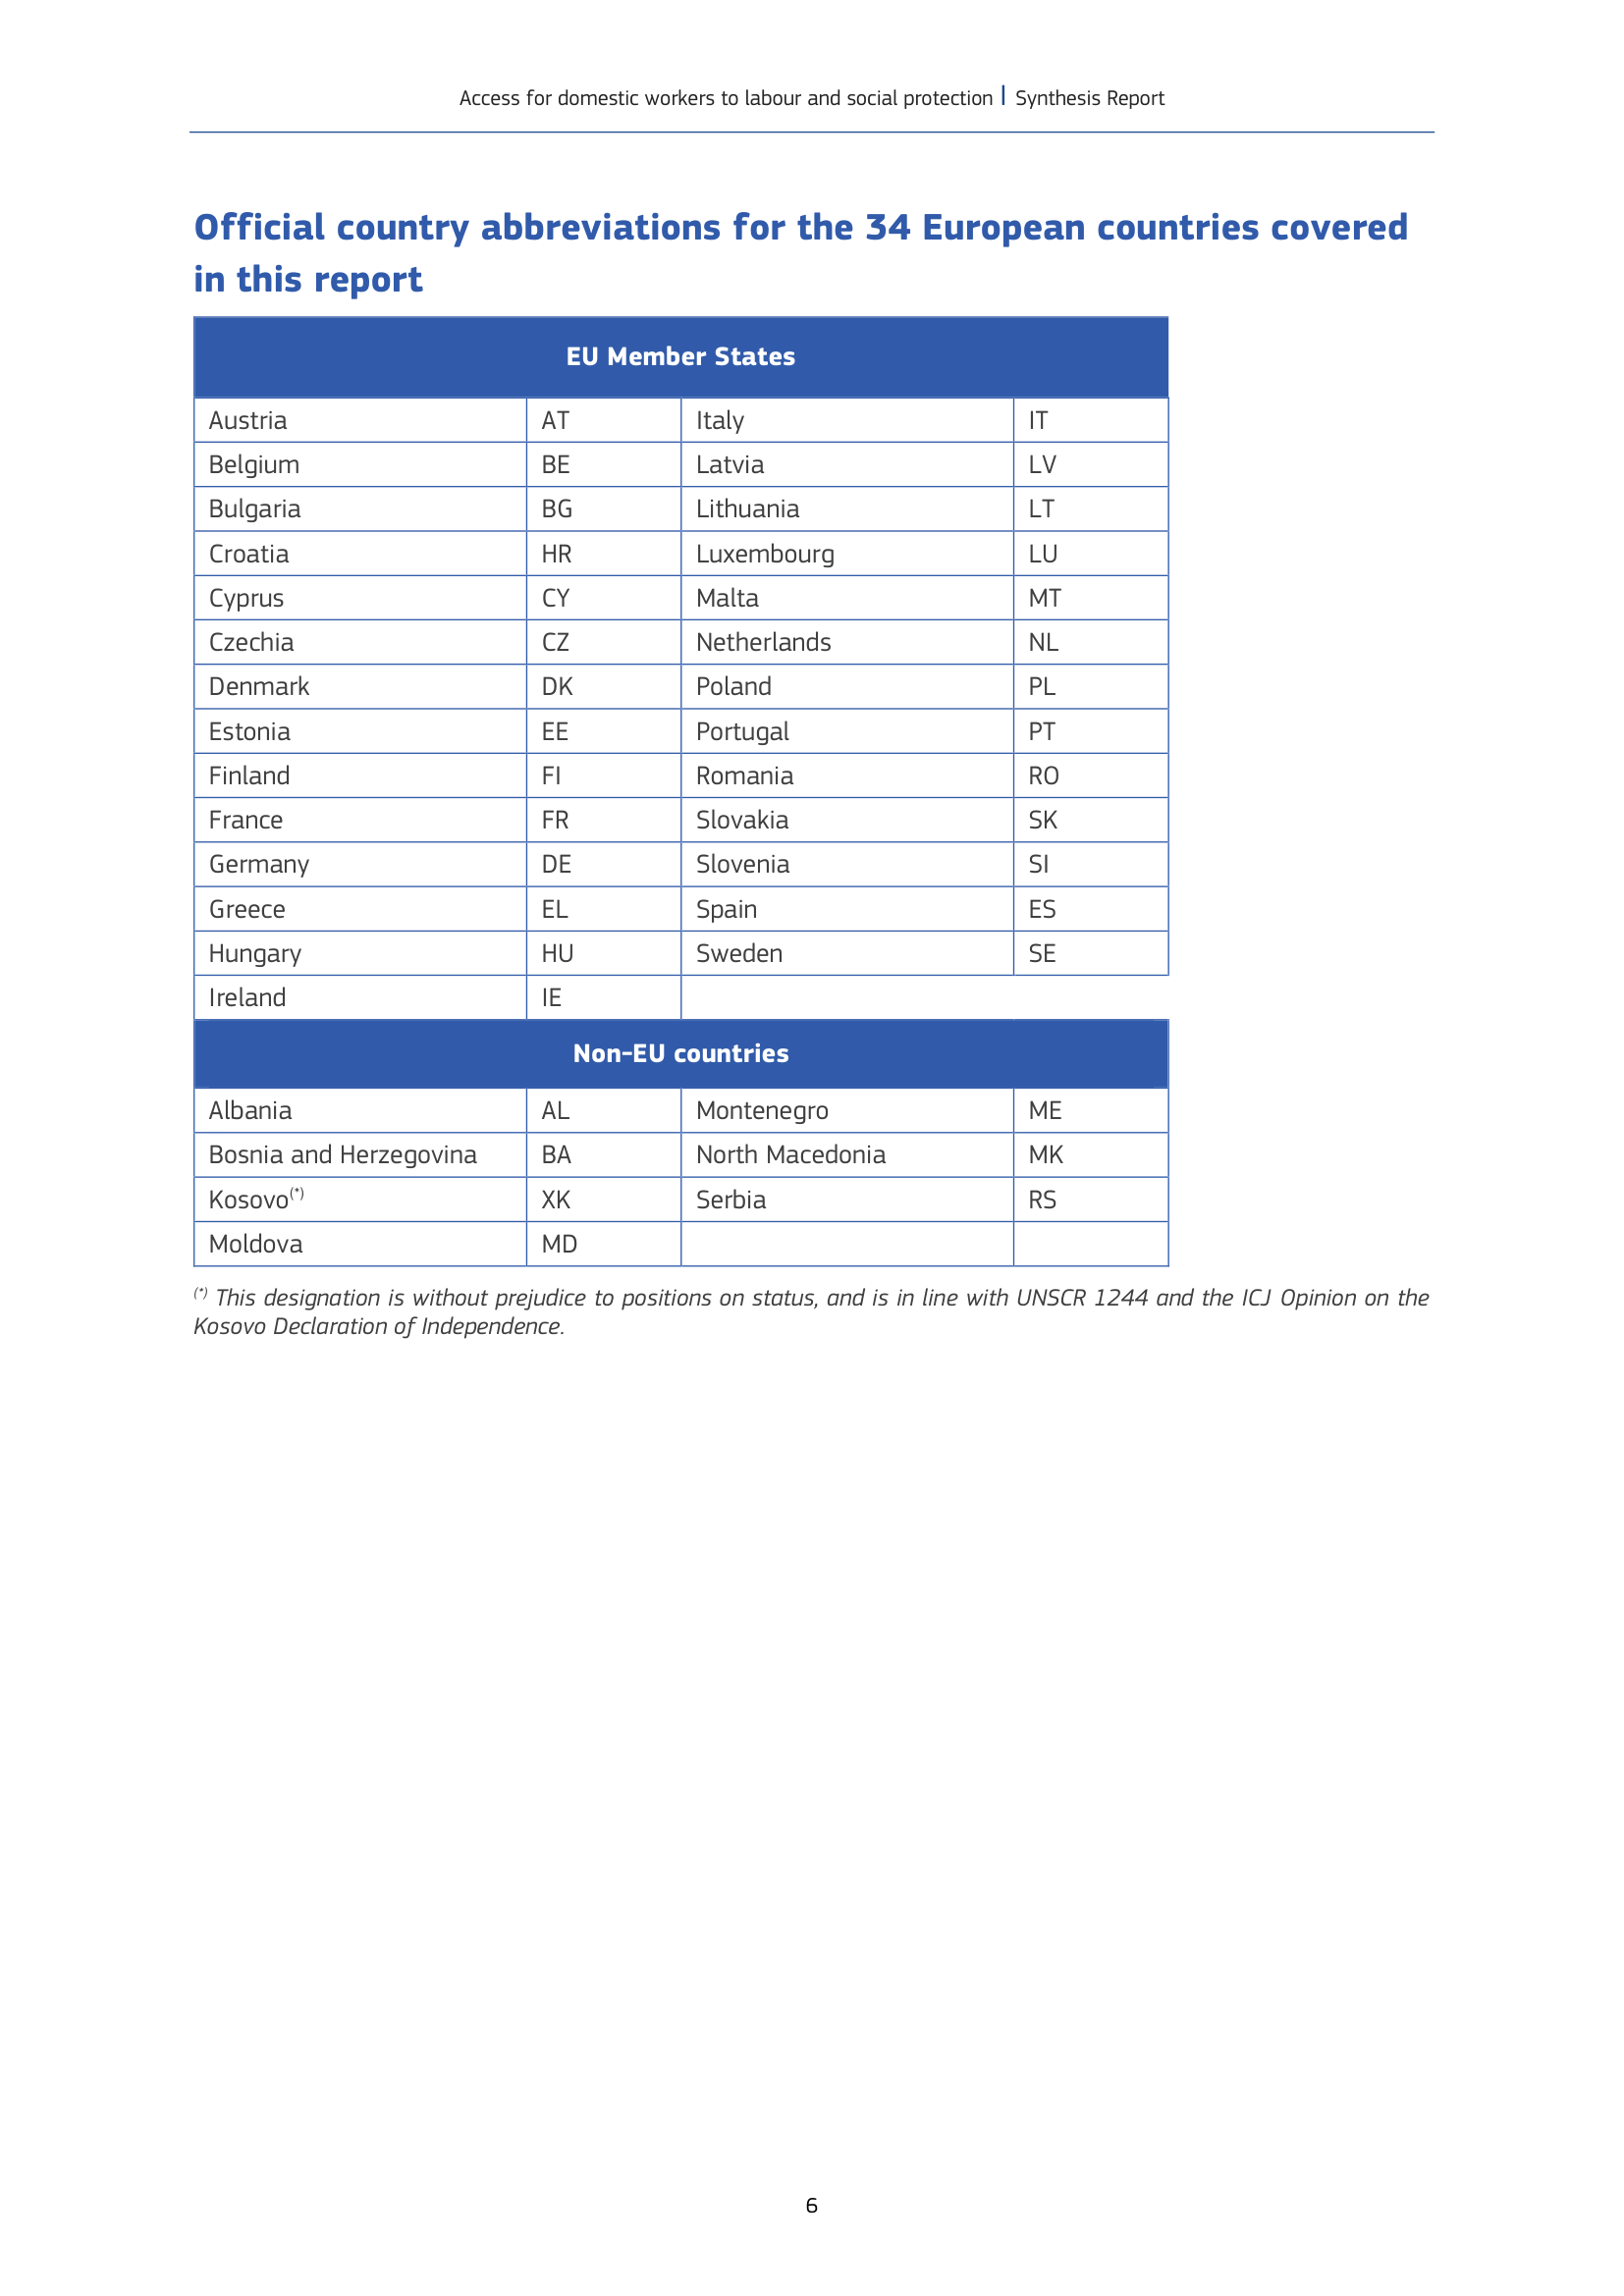 Access for domestic workers to labour and social protection | Synthesis Report
Official country abbreviations for the 34 European countries covered
in this report
EU Member States
Austria AT Italy IT
Belgium BE Latvia LV
Bulgaria BG Lithuania LT
Croatia HR Luxembourg LU
Cyprus CY Malta MT
Czechia CZ Netherlands NL
Denmark DK Poland PL
Estonia EE Portugal PT
Finland FI Romania RO
France FR Slovakia SK
Germany DE Slovenia SI
Greece EL Spain ES
Hungary HU Sweden SE
Ireland IE
Non-EU countries
Albania AL Montenegro ME
Bosnia and Herzegovina BA North Macedonia MK
Kosovo(*) XK Serbia RS
Moldova MD
(*) This designation is without prejudice to positions on status, and is in line with UNSCR 1244 and the ICJ Opinion on the
Kosovo Declaration of Independence.
6